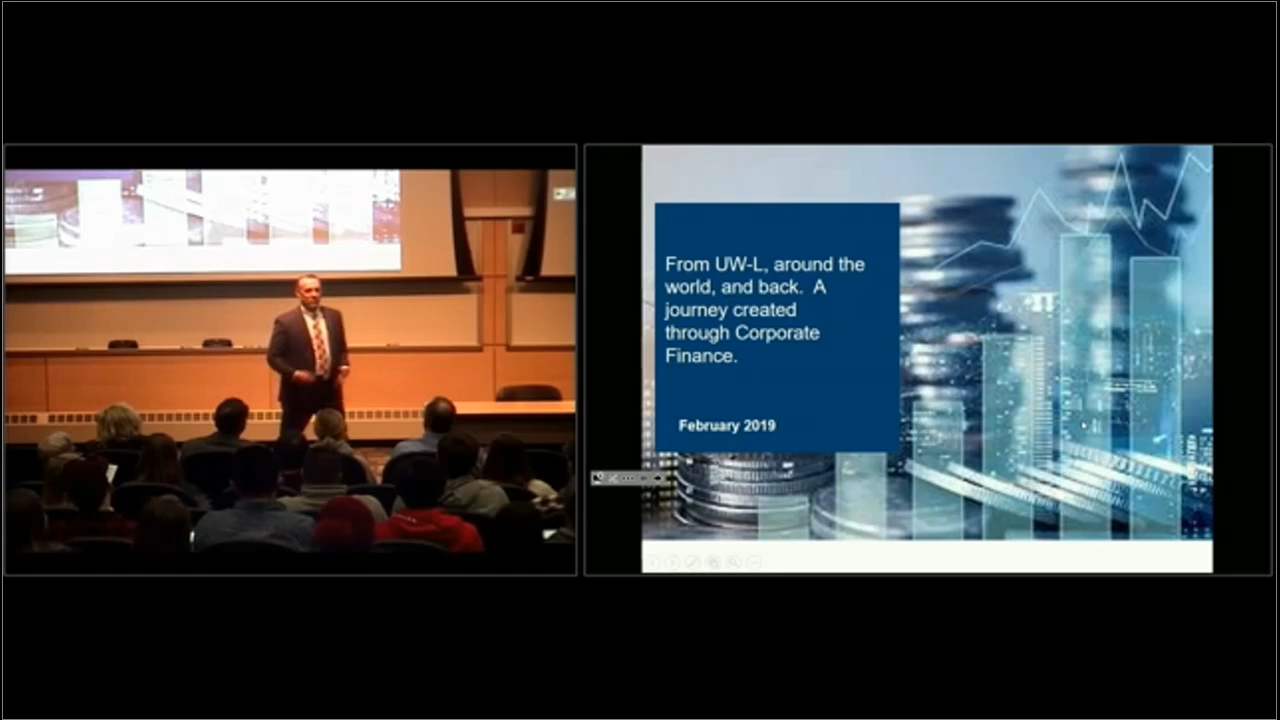 From UW-L, around the
world, and back.  A
journey created
through Corporate
Finance.
February 2019